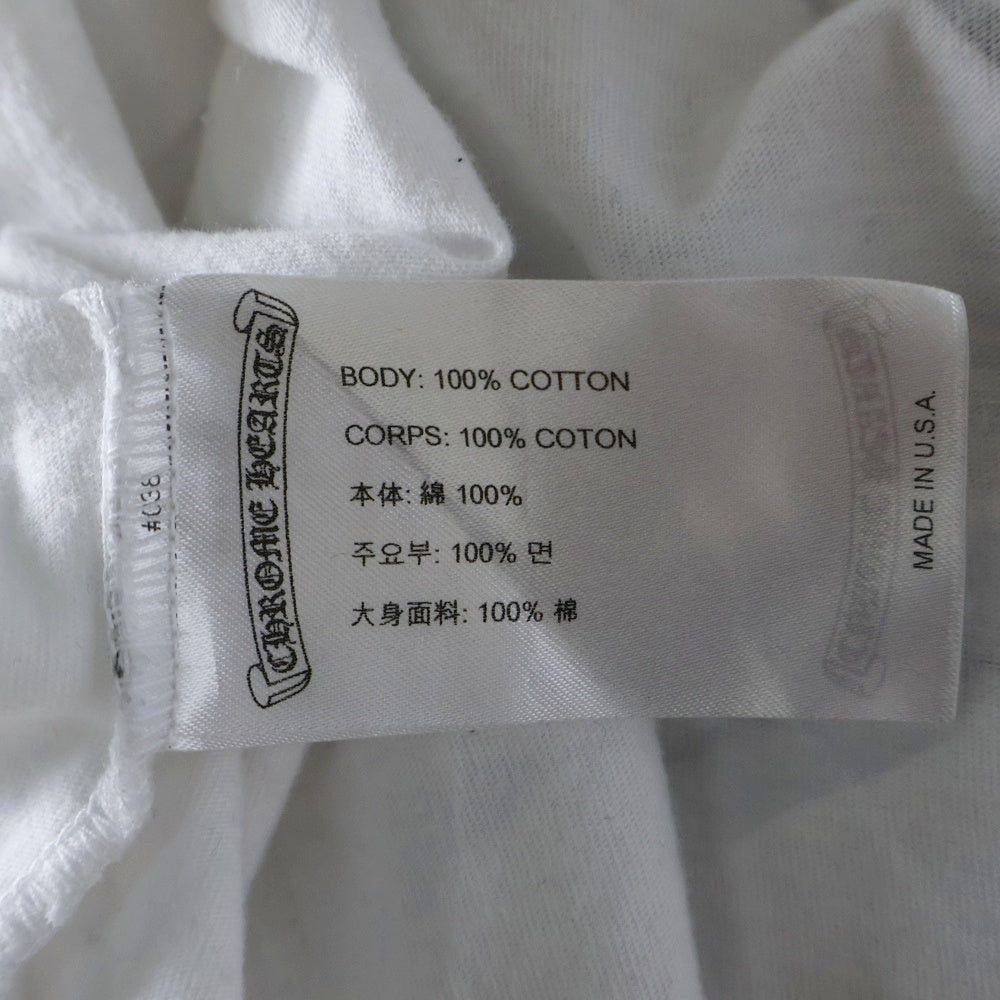 #038
CHROME HEARTS
BODY: 100% COTTON
CORPS: 100% COTON
本体: 綿 100%
주요부: 100% 면
大身面料: 100% 棉
MADE IN U.S.A.